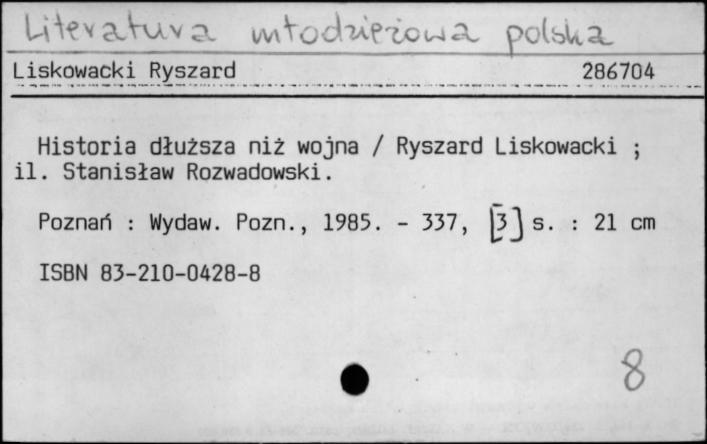 Literatura młodzieżowa polska
Liskowacki Ryszard 286704
Historia dłuższa niż wojna / Ryszard Liskowacki ;
il. Stanisław Rozwadowski.
Poznań : Wydaw. Pozn., 1985. - 337, [3] s. : 21 cm
ISBN 83-210-0428-8
8